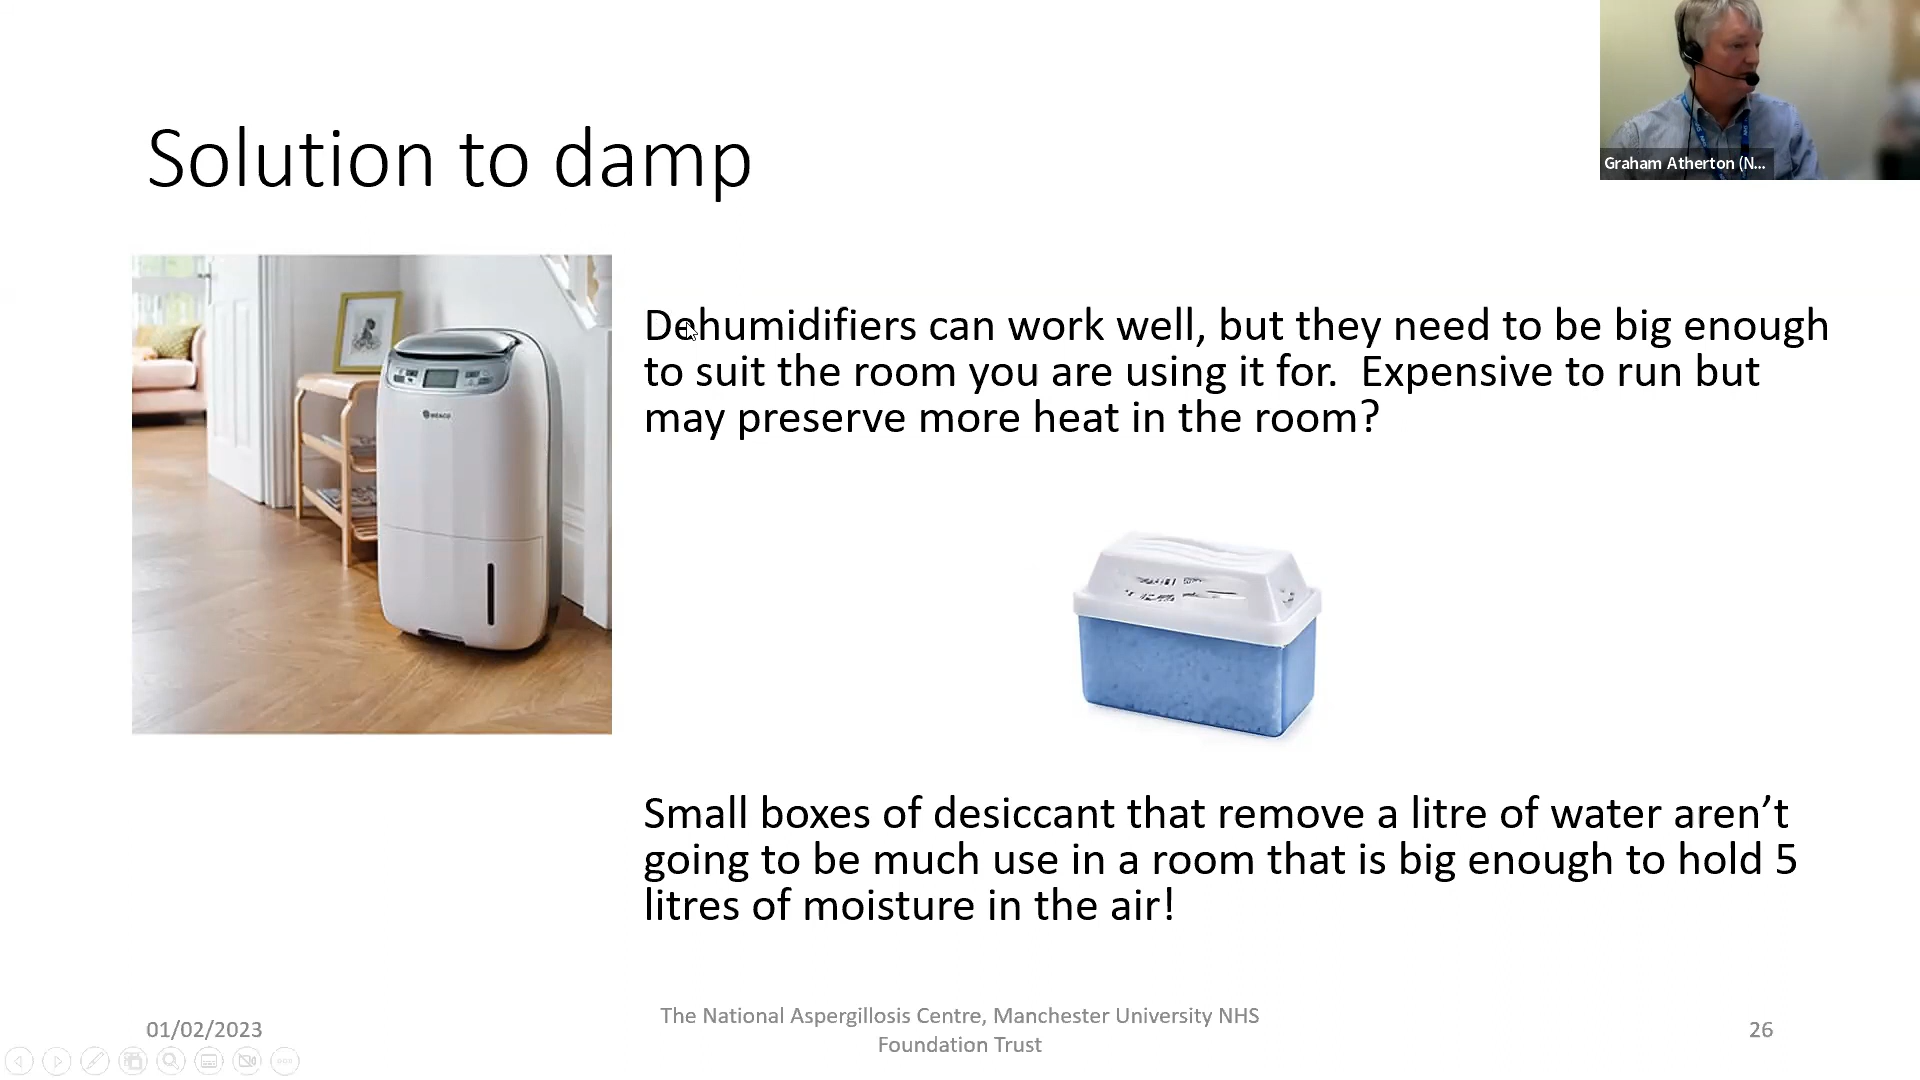 Graham Atherton (N...
Solution to damp
Dehumidifiers can work well, but they need to be big enough
to suit the room you are using it for.  Expensive to run but
may preserve more heat in the room?
MEACO
Small boxes of desiccant that remove a litre of water aren’t
going to be much use in a room that is big enough to hold 5
litres of moisture in the air!
01/02/2023
The National Aspergillosis Centre, Manchester University NHS
Foundation Trust
26